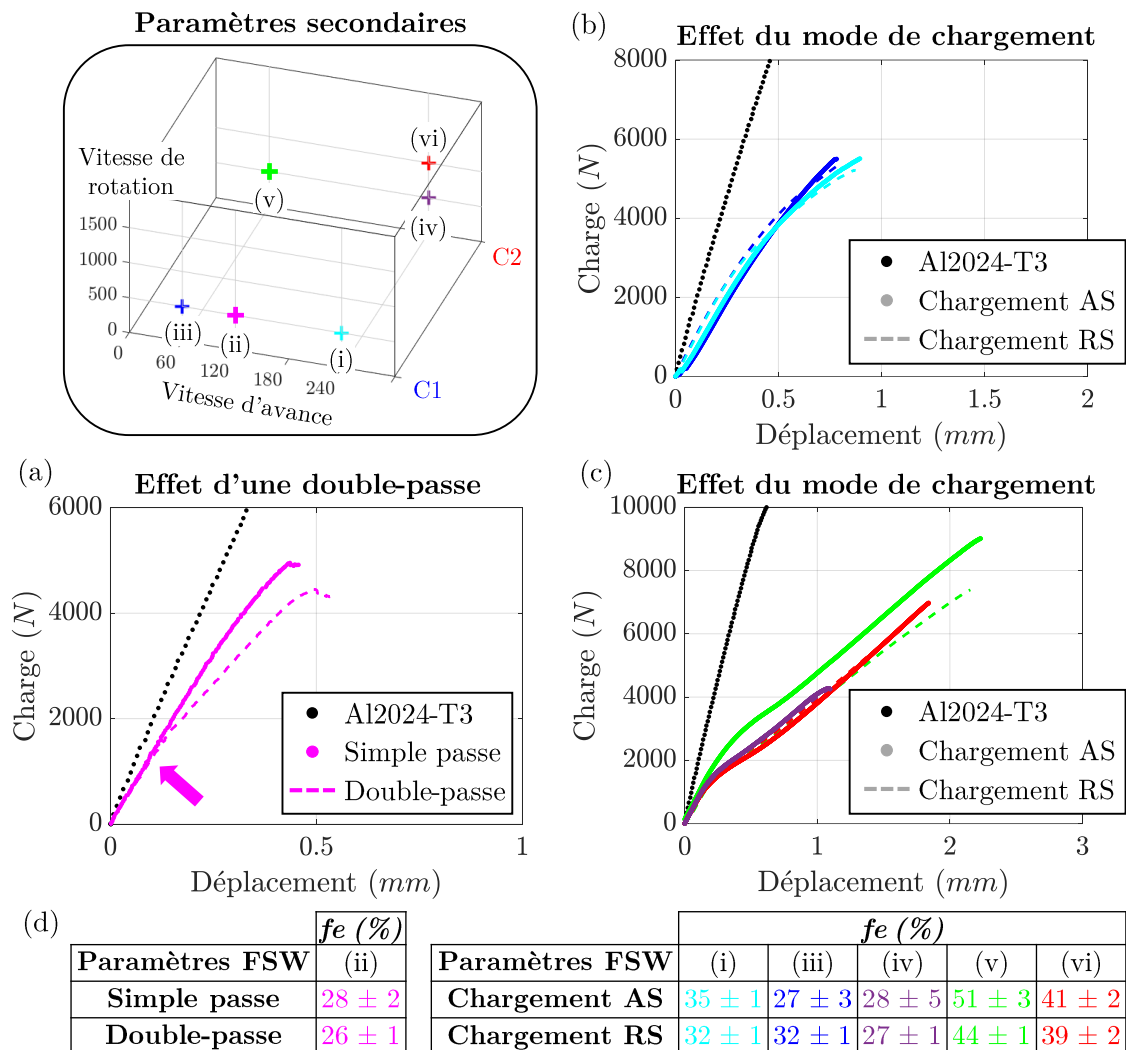 Paramètres secondaires
Vitesse de
rotation
1500
1000
500
0
0
60
120
180
240
Vitesse d'avance
(i)
(ii)
(iii)
(iv)
(v)
(vi)
C1
C2
(b)
Effet du mode de chargement
8000
6000
4000
2000
0
0
0.5
1
1.5
2
Charge (N)
Déplacement (mm)
Al2024-T3
Chargement AS
Chargement RS
(a)
Effet d'une double-passe
6000
4000
2000
0
0
0.5
1
Charge (N)
Déplacement (mm)
Al2024-T3
Simple passe
Double-passe
(c)
Effet du mode de chargement
10000
8000
6000
4000
2000
0
0
1
2
3
Charge (N)
Déplacement (mm)
Al2024-T3
Chargement AS
Chargement RS
(d)
fe (%)
Paramètres FSW (ii)
Simple passe 28 ± 2
Double-passe 26 ± 1
fe (%)
Paramètres FSW (i) (iii) (iv) (v) (vi)
Chargement AS 35 ± 1 27 ± 3 28 ± 5 51 ± 3 41 ± 2
Chargement RS 32 ± 1 32 ± 1 27 ± 1 44 ± 1 39 ± 2